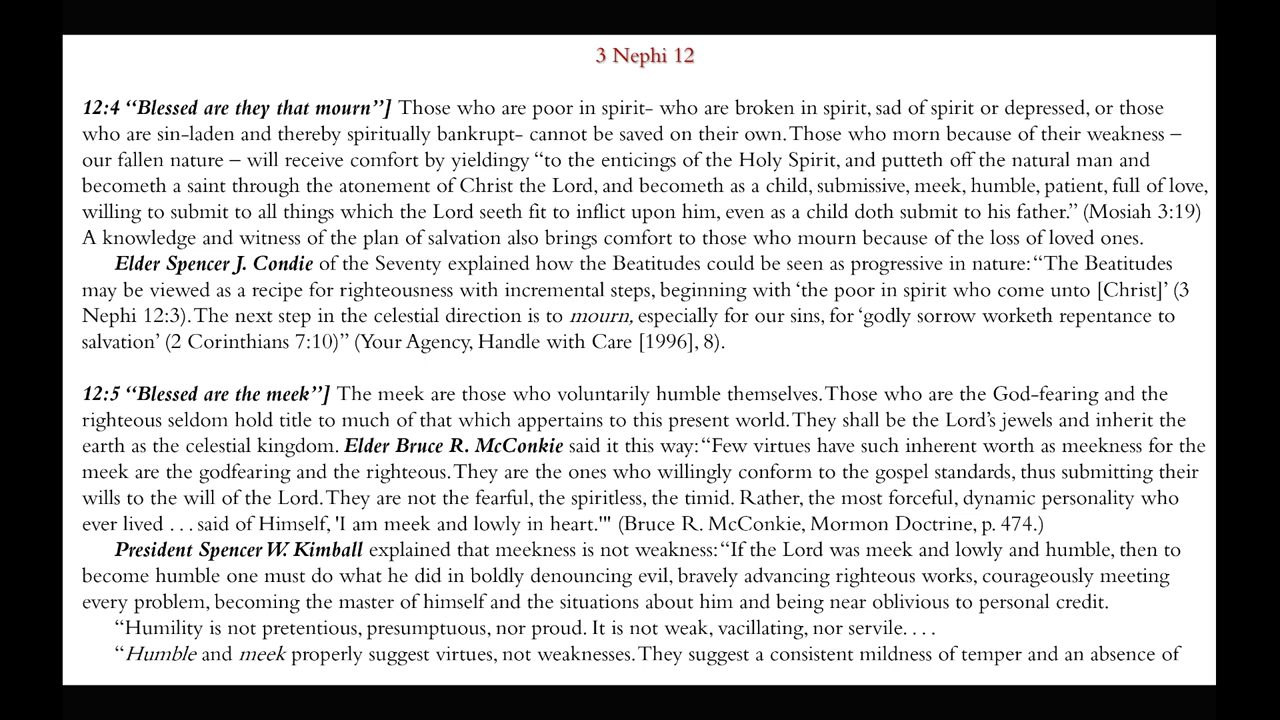 3 Nephi 12
12:4 “Blessed are they that mourn”] Those who are poor in spirit- who are broken in spirit, sad of spirit or depressed, or those
who are sin-laden and thereby spiritually bankrupt- cannot be saved on their own. Those who morn because of their weakness –
our fallen nature – will receive comfort by yieldingy “to the enticings of the Holy Spirit, and putteth off the natural man and
becometh a saint through the atonement of Christ the Lord, and becometh as a child, submissive, meek, humble, patient, full of love,
willing to submit to all things which the Lord seeth fit to inflict upon him, even as a child doth submit to his father.” (Mosiah 3:19)
A knowledge and witness of the plan of salvation also brings comfort to those who mourn because of the loss of loved ones.
Elder Spencer J. Condie of the Seventy explained how the Beatitudes could be seen as progressive in nature: “The Beatitudes
may be viewed as a recipe for righteousness with incremental steps, beginning with ‘the poor in spirit who come unto [Christ]’ (3
Nephi 12:3). The next step in the celestial direction is to mourn, especially for our sins, for ‘godly sorrow worketh repentance to
salvation’ (2 Corinthians 7:10)” (Your Agency, Handle with Care [1996], 8).
12:5 “Blessed are the meek”] The meek are those who voluntarily humble themselves. Those who are the God-fearing and the
righteous seldom hold title to much of that which appertains to this present world. They shall be the Lord’s jewels and inherit the
earth as the celestial kingdom. Elder Bruce R. McConkie said it this way: “Few virtues have such inherent worth as meekness for the
meek are the godfearing and the righteous. They are the ones who willingly conform to the gospel standards, thus submitting their
wills to the will of the Lord. They are not the fearful, the spiritless, the timid. Rather, the most forceful, dynamic personality who
ever lived . . . said of Himself, 'I am meek and lowly in heart.'" (Bruce R. McConkie, Mormon Doctrine, p. 474.)
President Spencer W. Kimball explained that meekness is not weakness: “If the Lord was meek and lowly and humble, then to
become humble one must do what he did in boldly denouncing evil, bravely advancing righteous works, courageously meeting
every problem, becoming the master of himself and the situations about him and being near oblivious to personal credit.
“Humility is not pretentious, presumptuous, nor proud. It is not weak, vacillating, nor servile. . . .
“Humble and meek properly suggest virtues, not weaknesses. They suggest a consistent mildness of temper and an absence of